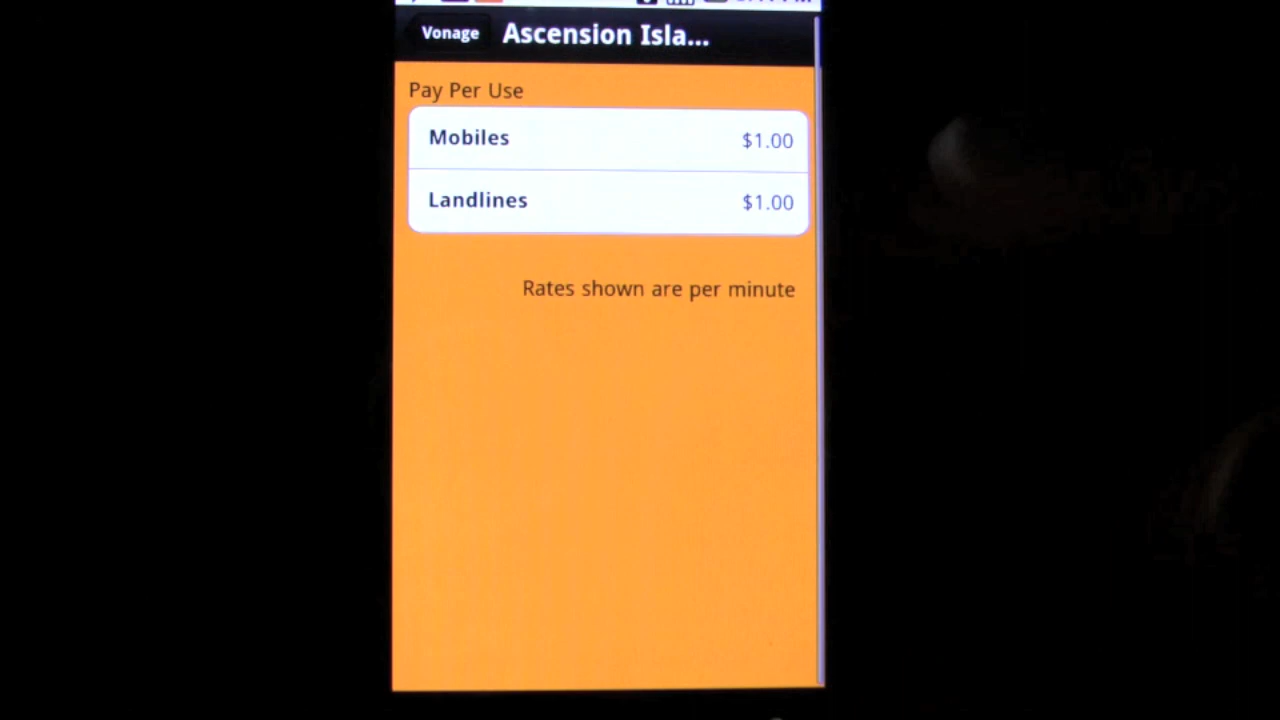 Vonage
Ascension Isla...
Pay Per Use
Mobiles
$1.00
Landlines
$1.00
Rates shown are per minute